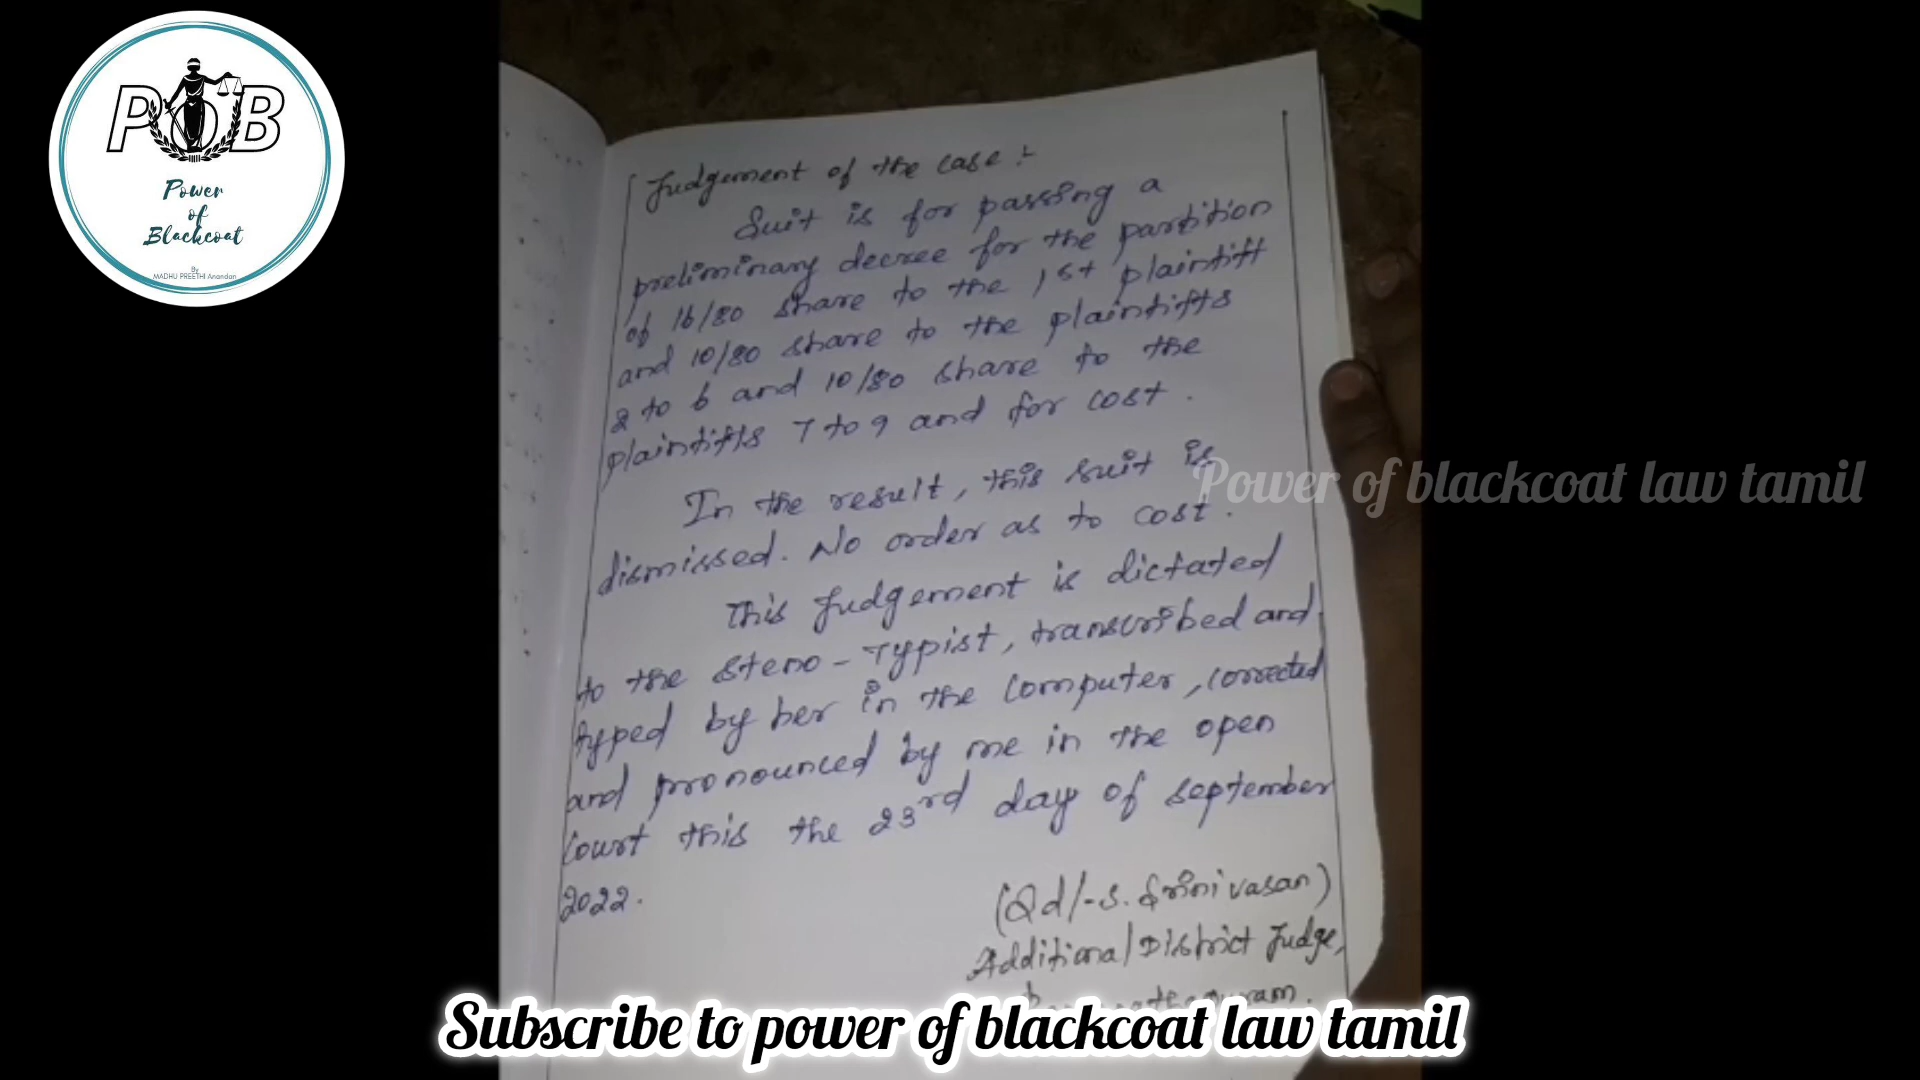 POB
Power
of
Blackcoat
By
MADHU PREETHI Anandan
Judgement of the case :-
Suit is for passing a
preliminary decree for the partition
of 16/80 share to the 1st plaintiff
and 10/80 share to the plaintiffs
2 to 6 and 10/80 share to the
plaintiffs 7 to 9 and for cost.
In the result, this suit is
dismissed. No order as to cost.
This Judgement is dictated
to the steno-Typist, transcribed and
typed by her in the computer, corrected
and pronounced by me in the open
Court this the 23rd day of september
2022.
(Qd/-S. Srinivasan)
Additional District Judge,
Power of blackcoat law tamil
Subscribe to power of blackcoat law tamil